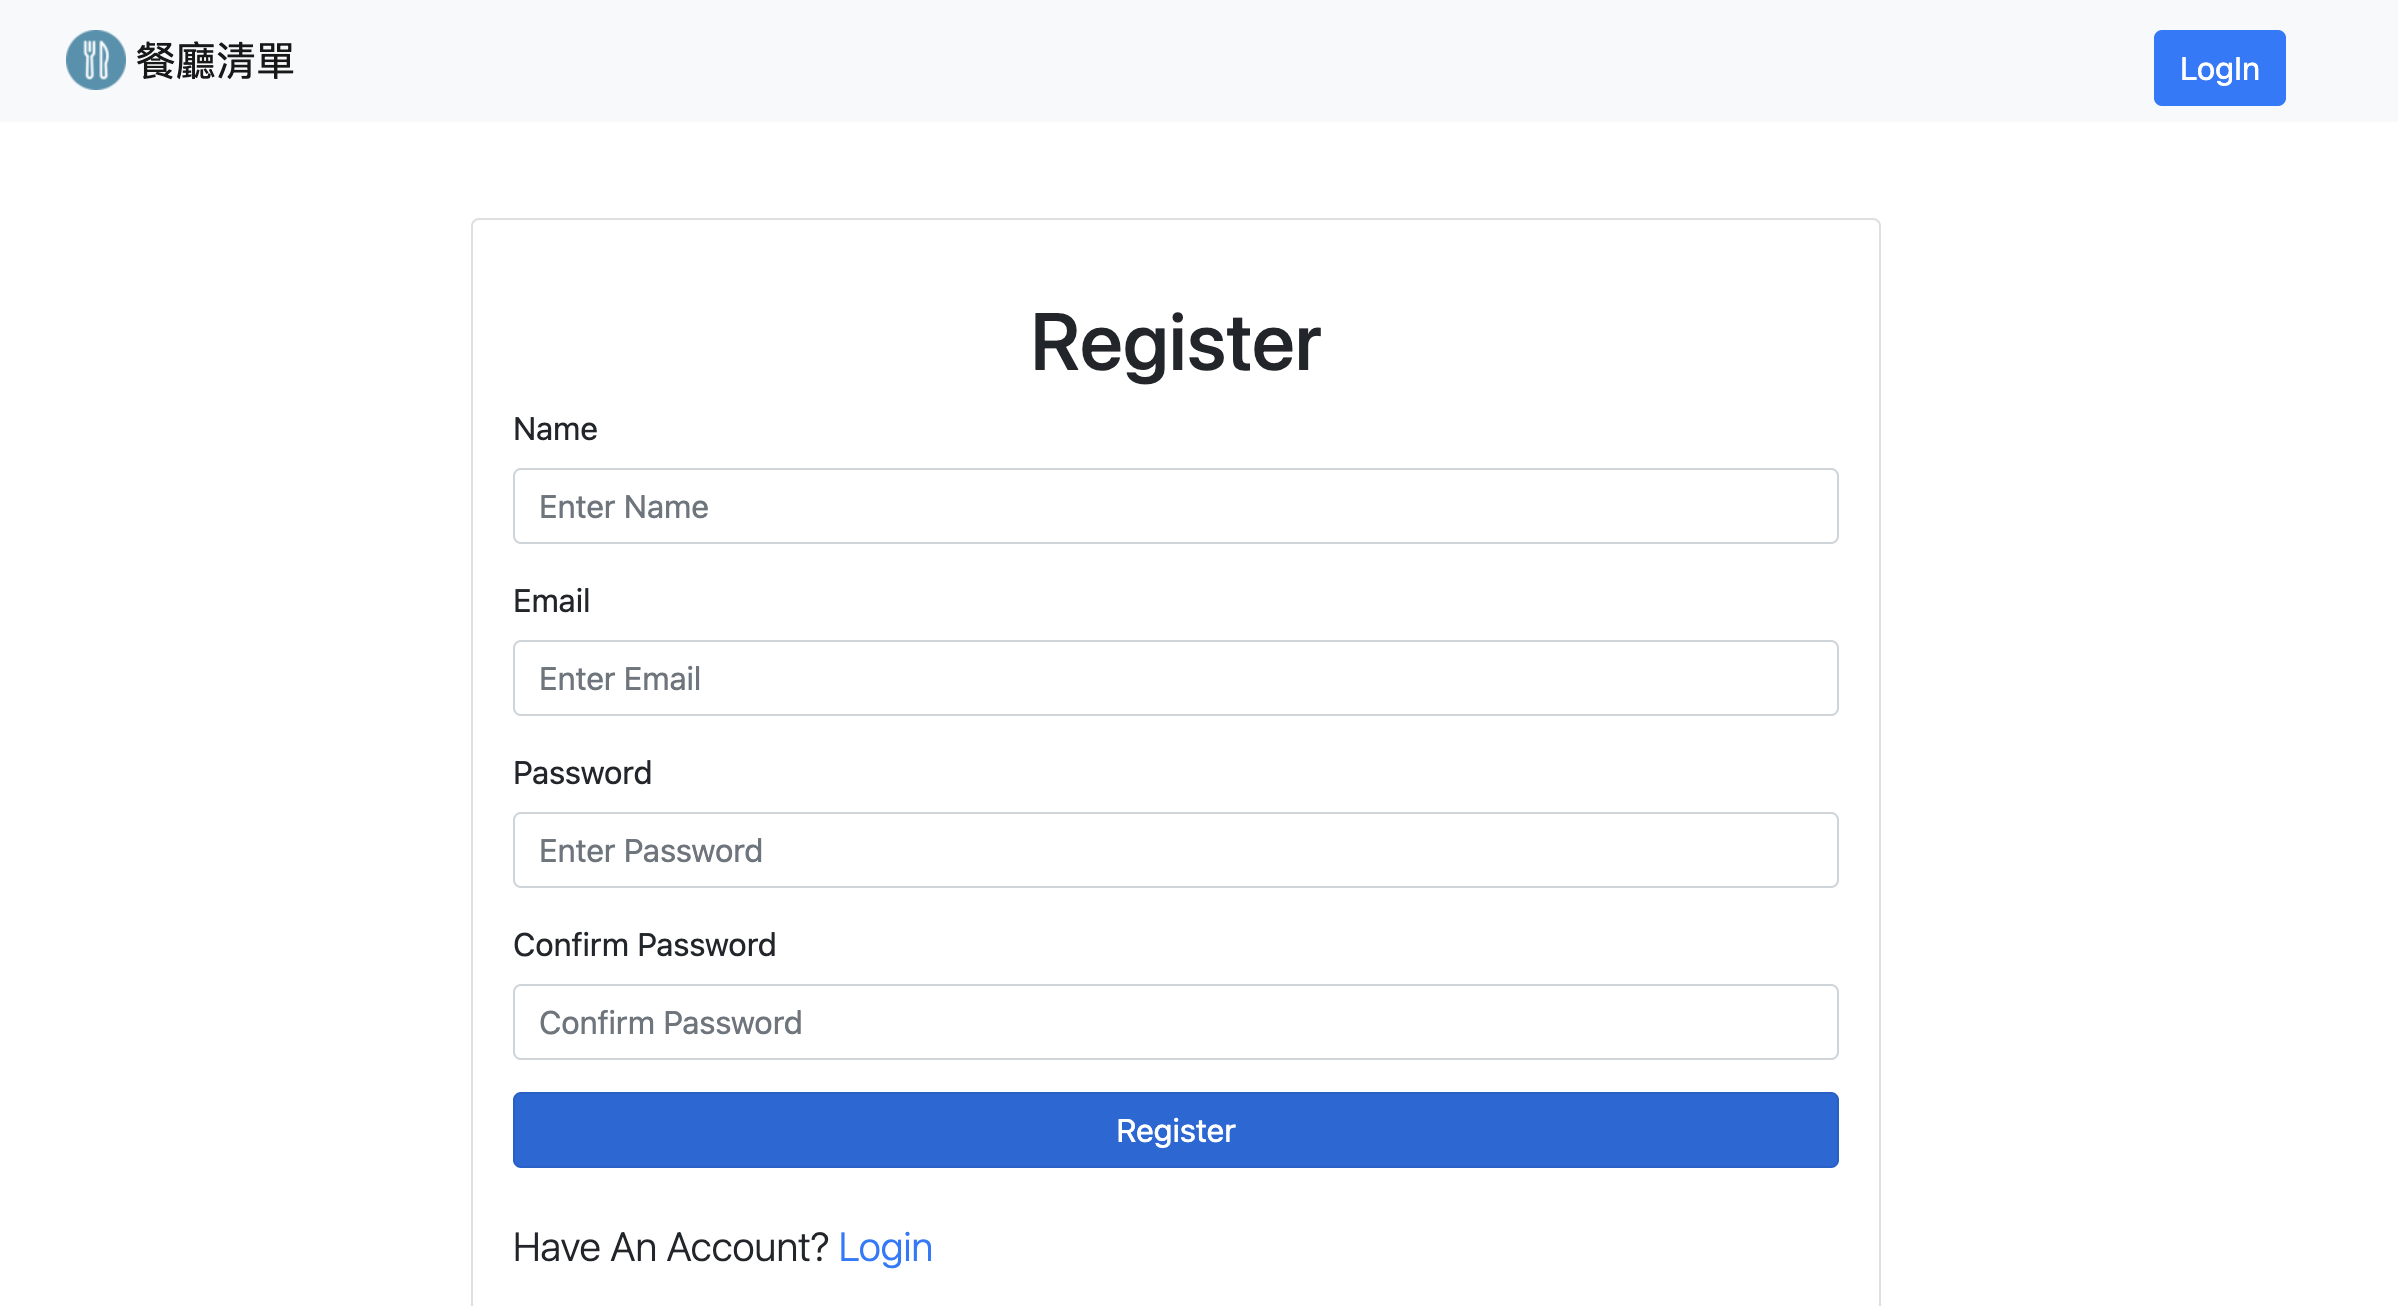 餐廳清單
LogIn
Register
Name
Enter Name
Email
Enter Email
Password
Enter Password
Confirm Password
Confirm Password
Register
Have An Account? Login